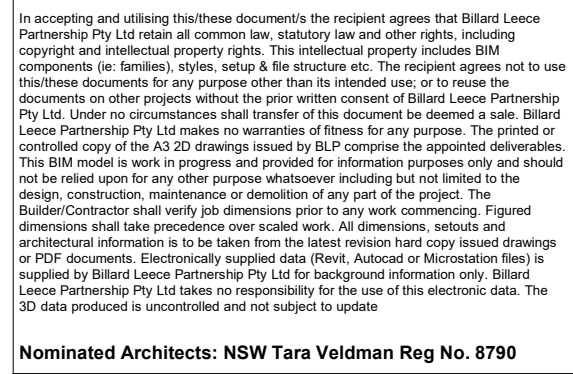 In accepting and utilising this/these document/s the recipient agrees that Billard Leece
Partnership Pty Ltd retain all common law, statutory law and other rights, including
copyright and intellectual property rights. This intellectual property includes BIM
components (ie: families), styles, setup & file structure etc. The recipient agrees not to use
this/these documents for any purpose other than its intended use; or to reuse the
documents on other projects without the prior written consent of Billard Leece Partnership
Pty Ltd. Under no circumstances shall transfer of this document be deemed a sale. Billard
Leece Partnership Pty Ltd makes no warranties of fitness for any purpose. The printed or
controlled copy of the A3 2D drawings issued by BLP comprise the appointed deliverables.
This BIM model is work in progress and provided for information purposes only and should
not be relied upon for any other purpose whatsoever including but not limited to the
design, construction, maintenance or demolition of any part of the project. The
Builder/Contractor shall verify job dimensions prior to any work commencing. Figured
dimensions shall take precedence over scaled work. All dimensions, setouts and
architectural information is to be taken from the latest revision hard copy issued drawings
or PDF documents. Electronically supplied data (Revit, Autocad or Microstation files) is
supplied by Billard Leece Partnership Pty Ltd for background information only. Billard
Leece Partnership Pty Ltd takes no responsibility for the use of this electronic data. The
3D data produced is uncontrolled and not subject to update
Nominated Architects: NSW Tara Veldman Reg No. 8790